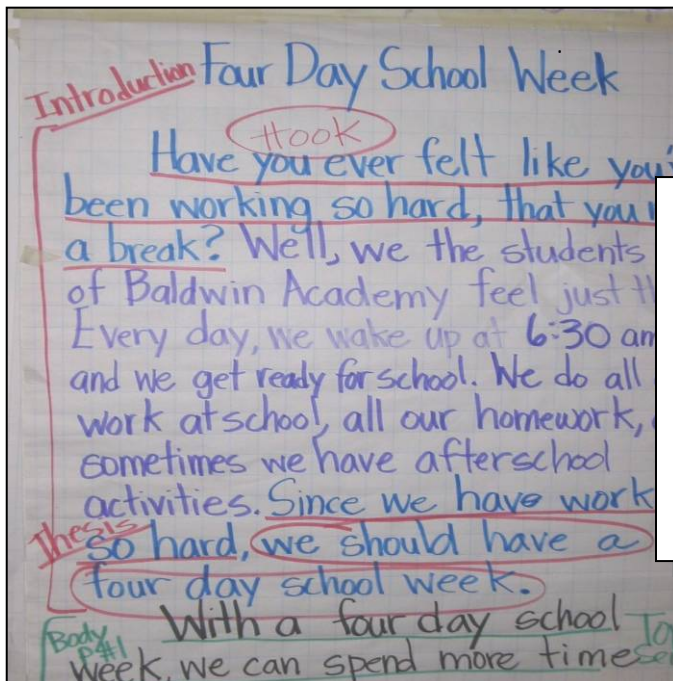 Introduction Four Day School Week
Hook
Have you ever felt like
been working so hard, that you
a break? Well, we the students
of Baldwin Academy feel just
Every day, we wake up at 6:30 am
and we get ready for school. We do all
work at school, all our homework,
sometimes we have afterschool
activities. Since we have work
Thesis so hard, we should have a
four day school week.
Body p#1 With a four day school
week, we can spend more time